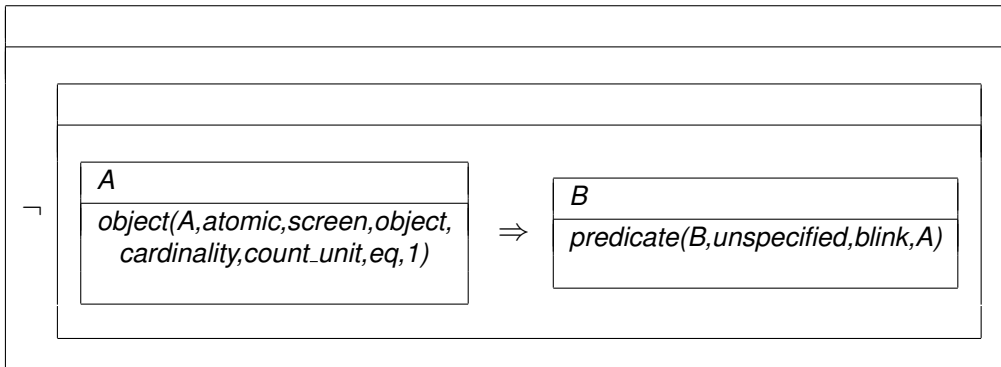 A
B
object(A,atomic,screen,object,
cardinality,count_unit,eq,1)
¬
⇒
predicate(B,unspecified,blink,A)